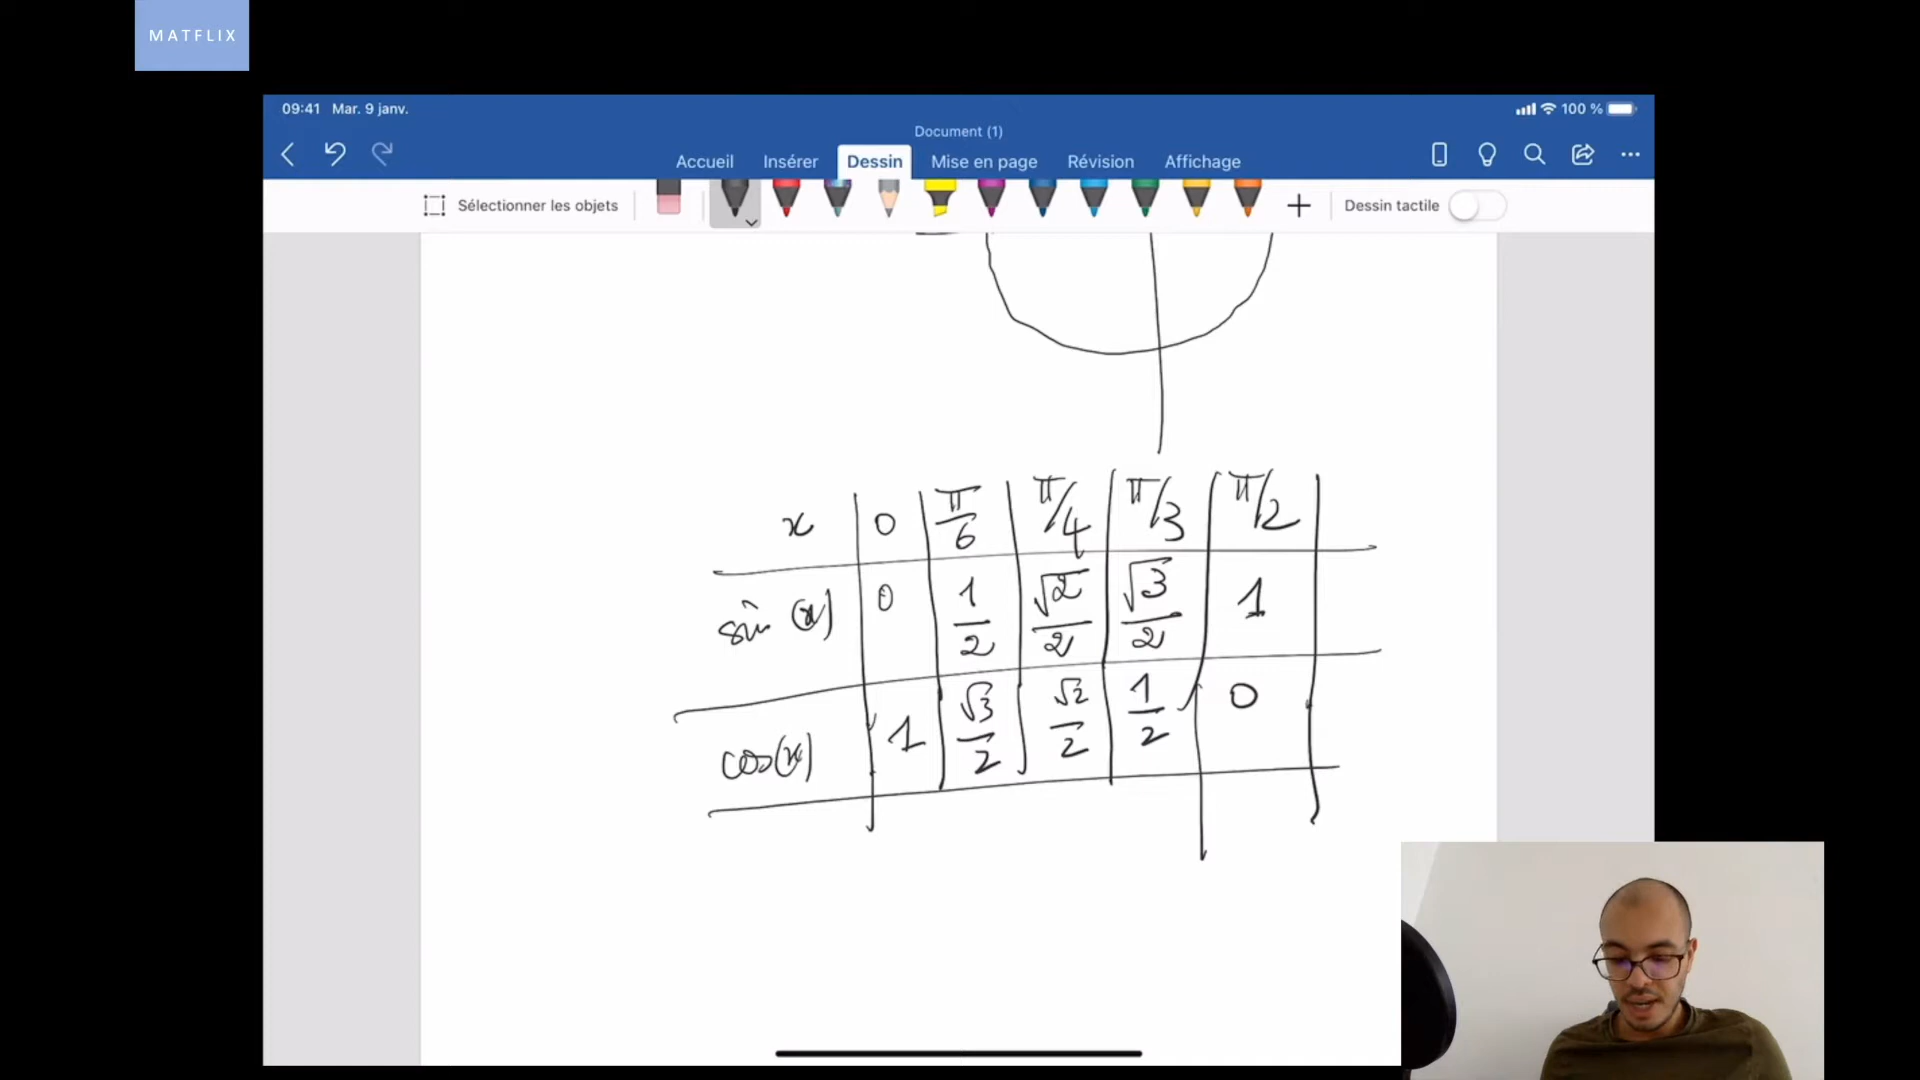 MATFLIX
09:41 Mar. 9 janv.
100 %
Document (1)
Accueil Insérer Dessin Mise en page Révision Affichage
Sélectionner les objets
Dessin tactile
x 0 π/6 π/4 π/3 π/2
sin (x) 0 1/2 √2/2 √3/2 1
cos(x) 1 √3/2 √2/2 1/2 0